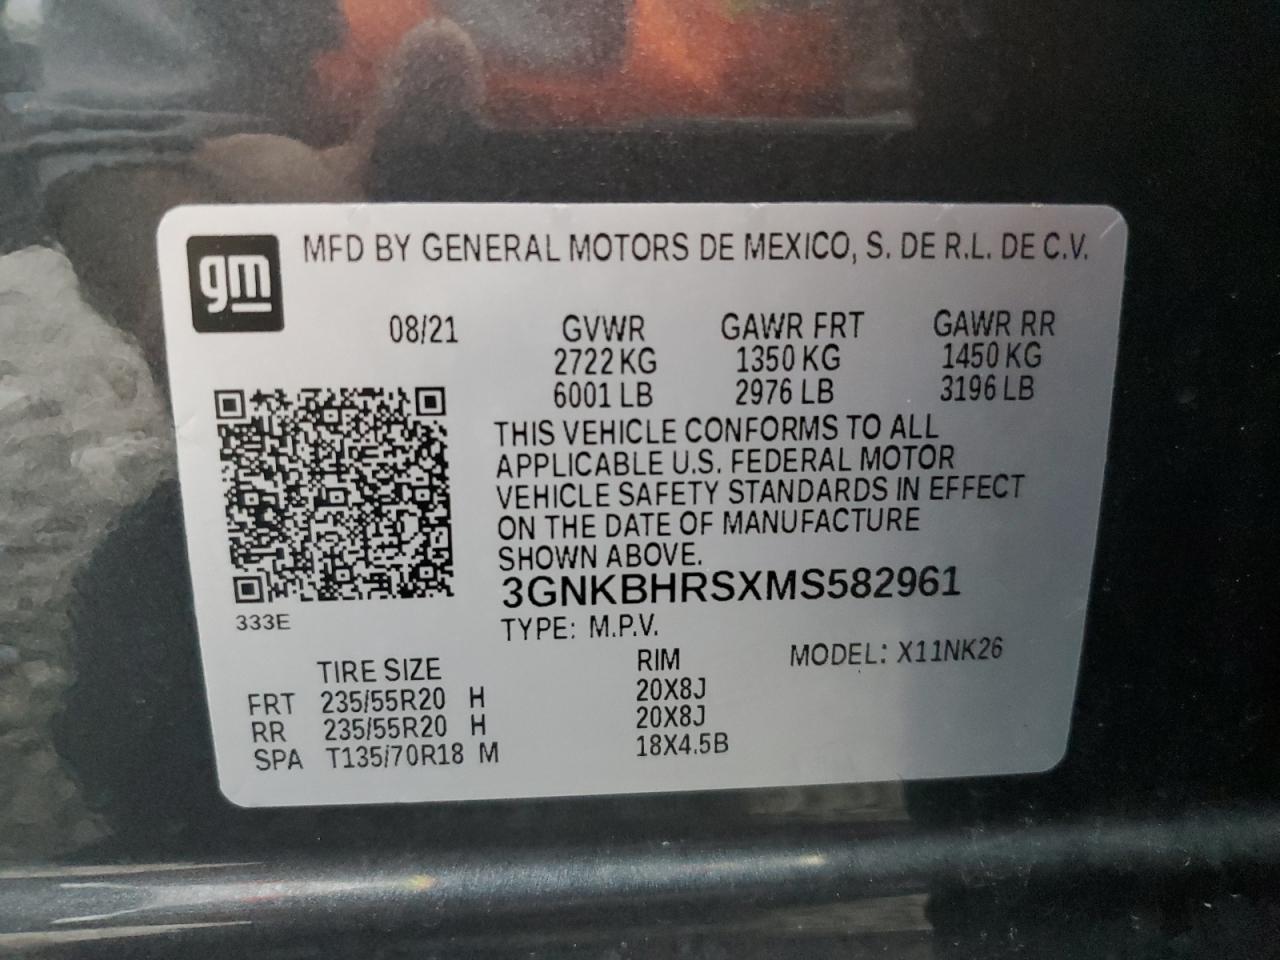 gm MFD BY GENERAL MOTORS DE MEXICO, S. DE R.L. DE C.V.
08/21 GVWR GAWR FRT GAWR RR
2722 KG 1350 KG 1450 KG
6001 LB 2976 LB 3196 LB
THIS VEHICLE CONFORMS TO ALL
APPLICABLE U.S. FEDERAL MOTOR
VEHICLE SAFETY STANDARDS IN EFFECT
ON THE DATE OF MANUFACTURE
SHOWN ABOVE.
3GNKBHRSXMS582961
333E
TYPE: M.P.V.
MODEL: X11NK26
TIRE SIZE RIM
FRT 235/55R20 H 20X8J
RR 235/55R20 H 20X8J
SPA T135/70R18 M 18X4.5B